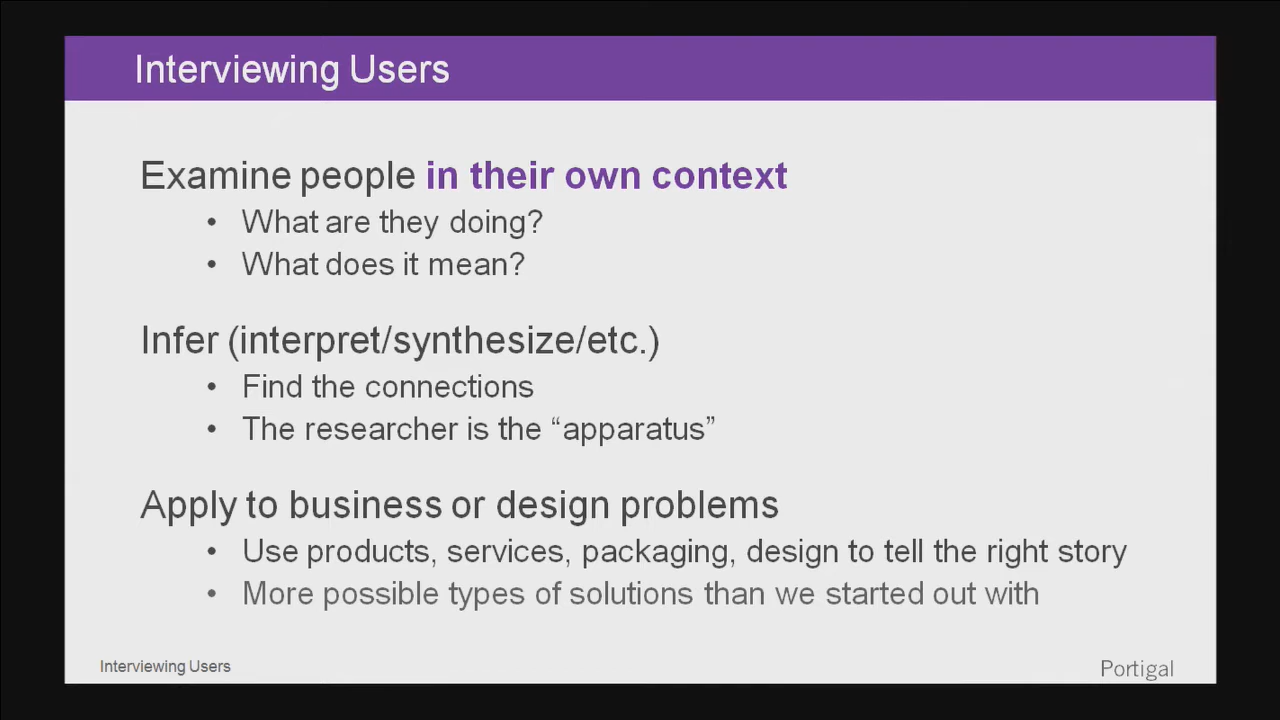 Interviewing Users
Examine people in their own context
• What are they doing?
• What does it mean?
Infer (interpret/synthesize/etc.)
• Find the connections
• The researcher is the “apparatus”
Apply to business or design problems
• Use products, services, packaging, design to tell the right story
• More possible types of solutions than we started out with
Interviewing Users
Portigal